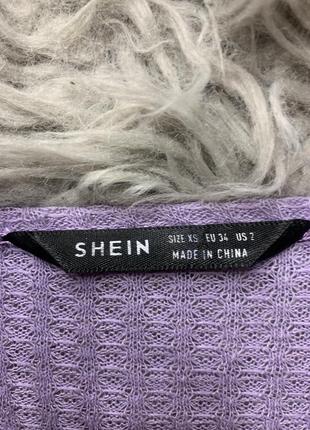 SHEIN
SIZE XS EU 34 US 2
MADE IN CHINA